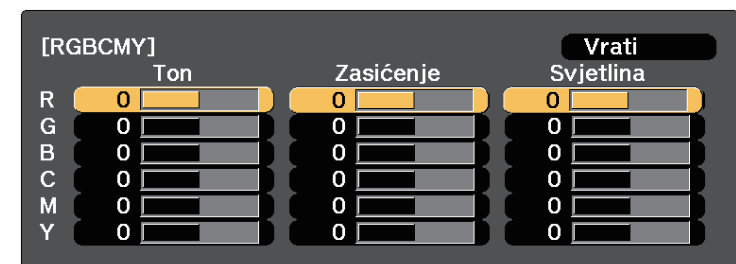 [RGBCMY] Vrati
Ton Zasićenje Svjetlina
R 0 0 0
G 0 0 0
B 0 0 0
C 0 0 0
M 0 0 0
Y 0 0 0